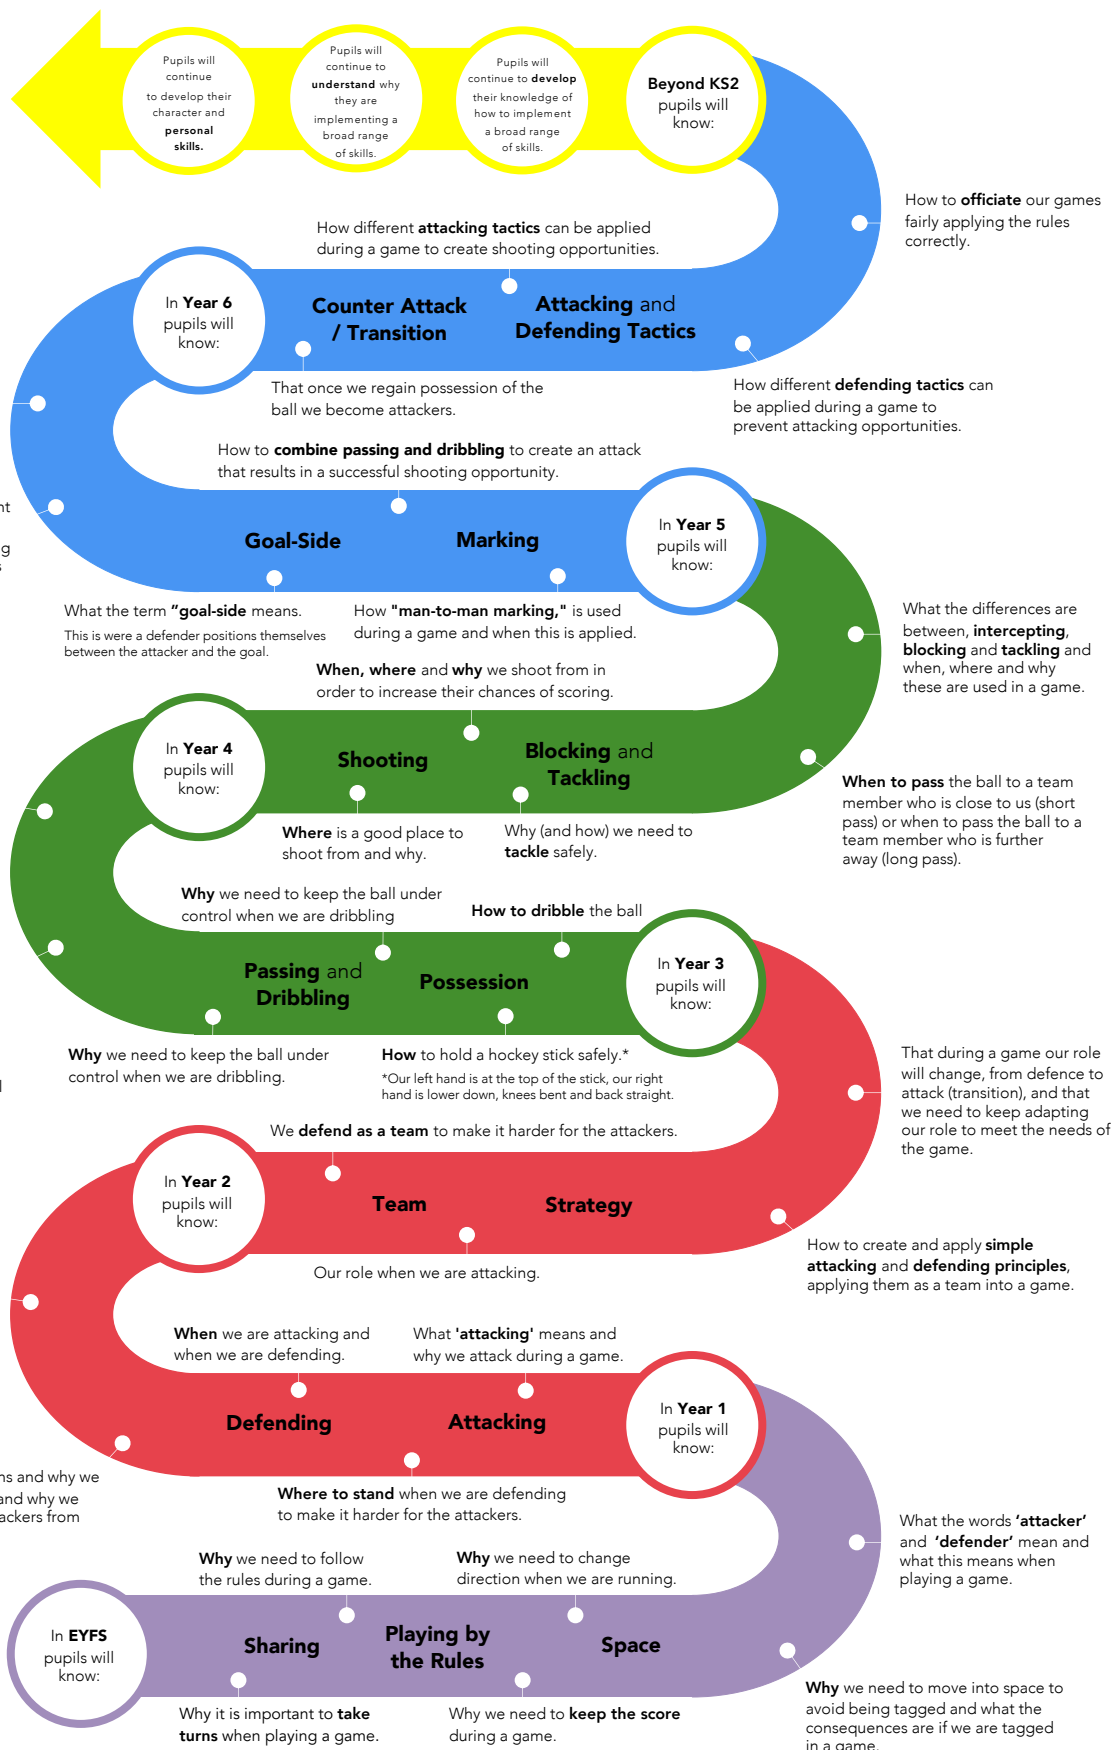 Pupils will
continue
to develop their
character and
personal
skills.
Pupils will
continue to
understand why
they are
implementing a
broad range
of skills.
Pupils will
continue to develop
their knowledge of
how to implement
a broad range
of skills.
Beyond KS2
pupils will
know:
How to officiate our games
fairly applying the rules
correctly.
How different attacking tactics can be applied
during a game to create shooting opportunities.
In Year 6
pupils will
know:
Counter Attack
/ Transition
Attacking and
Defending Tactics
That once we regain possession of the
ball we become attackers.
How different defending tactics can
be applied during a game to
prevent attacking opportunities.
How to combine passing and dribbling to create an attack
that results in a successful shooting opportunity.
Goal-Side
Marking
In Year 5
pupils will
know:
What the term "goal-side means.
This is were a defender positions themselves
between the attacker and the goal.
How "man-to-man marking," is used
during a game and when this is applied.
What the differences are
between, intercepting,
blocking and tackling and
when, where and why
these are used in a game.
When, where and why we shoot from in
order to increase their chances of scoring.
In Year 4
pupils will
know:
Shooting
Blocking and
Tackling
When to pass the ball to a team
member who is close to us (short
pass) or when to pass the ball to a
team member who is further
away (long pass).
Where is a good place to
shoot from and why.
Why (and how) we need to
tackle safely.
Why we need to keep the ball under
control when we are dribbling
How to dribble the ball
Passing and
Dribbling
Possession
In Year 3
pupils will
know:
Why we need to keep the ball under
control when we are dribbling.
How to hold a hockey stick safely.*
*Our left hand is at the top of the stick, our right
hand is lower down, knees bent and back straight.
That during a game our role
will change, from defence to
attack (transition), and that
we need to keep adapting
our role to meet the needs of
the game.
We defend as a team to make it harder for the attackers.
In Year 2
pupils will
know:
Team
Strategy
Our role when we are attacking.
How to create and apply simple
attacking and defending principles,
applying them as a team into a game.
When we are attacking and
when we are defending.
What 'attacking' means and
why we attack during a game.
Defending
Attacking
In Year 1
pupils will
know:
and why we
and why we
from
Where to stand when we are defending
to make it harder for the attackers.
What the words 'attacker'
and 'defender' mean and
what this means when
playing a game.
Why we need to follow
the rules during a game.
Why we need to change
direction when we are running.
In EYFS
pupils will
know:
Sharing
Playing by
the Rules
Space
Why it is important to take
turns when playing a game.
Why we need to keep the score
during a game.
Why we need to move into space to
avoid being tagged and what the
consequences are if we are tagged
in a game.